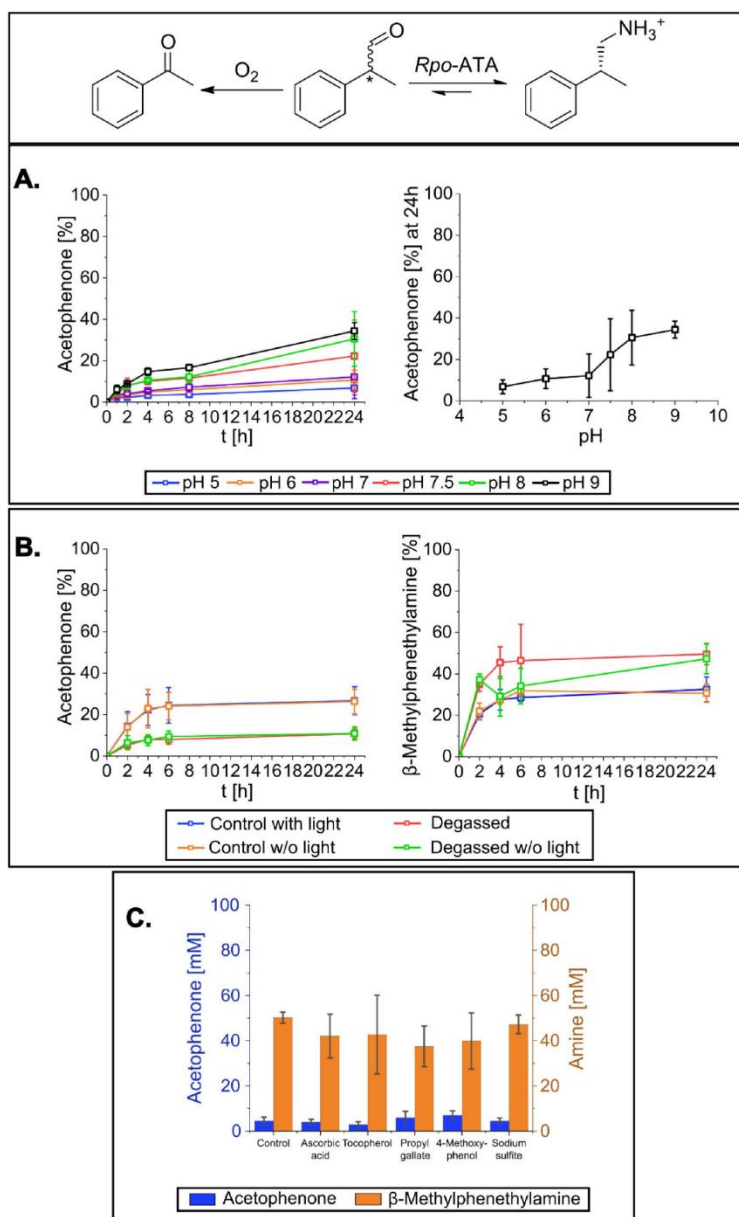 O
O₂
O
*
Rpo-ATA
NH₃⁺
A.
Acetophenone [%]
100
80
60
40
20
0
0 2 4 6 8 10 12 14 16 18 20 22 24
t [h]
Acetophenone [%] at 24h
100
80
60
40
20
0
4 5 6 7 8 9 10
pH
pH 5 pH 6 pH 7 pH 7.5 pH 8 pH 9
B.
Acetophenone [%]
100
80
60
40
20
0
0 2 4 6 8 10 12 14 16 18 20 22 24
t [h]
β-Methylphenethylamine [%]
100
80
60
40
20
0
0 2 4 6 8 10 12 14 16 18 20 22 24
t [h]
Control with light Degassed
Control w/o light Degassed w/o light
C.
Acetophenone [mM]
100
80
60
40
20
0
Amine [mM]
100
80
60
40
20
0
Control
Ascorbic
acid
Tocopherol
Propyl
gallate
4-Methoxy-
phenol
Sodium
sulfite
Acetophenone β-Methylphenethylamine